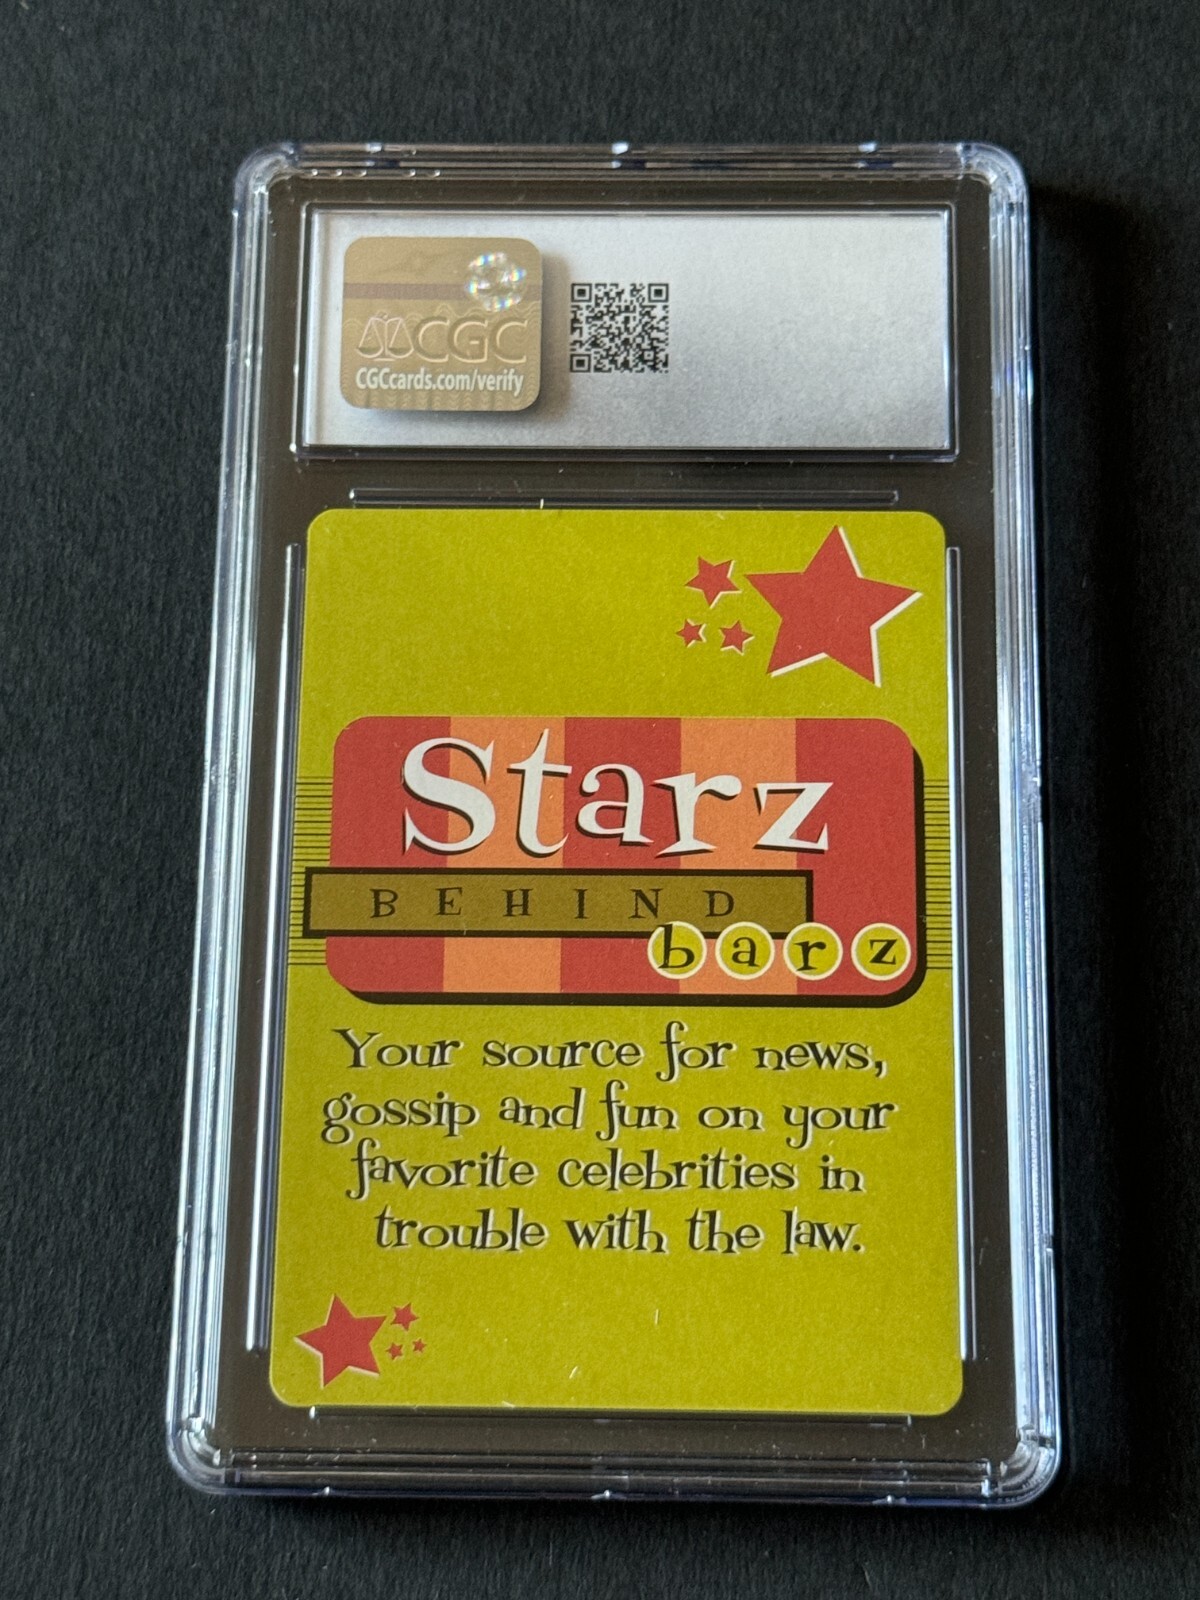 CGC
CGCcards.com/verify
Starz
BEHIND
barz
Your source for news,
gossip and fun on your
favorite celebrities in
trouble with the law.